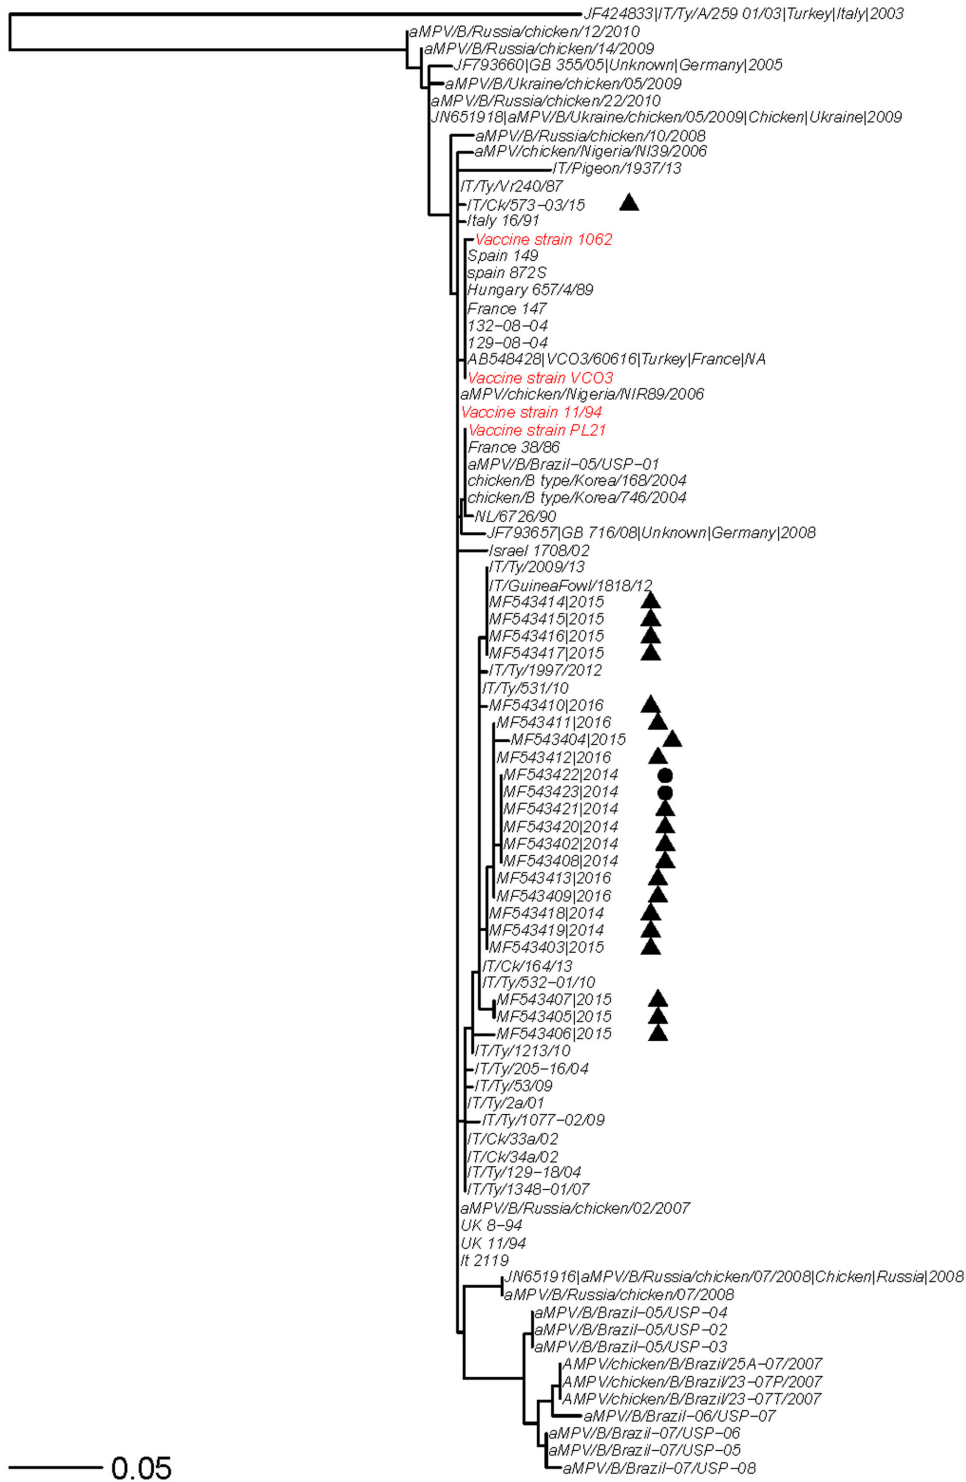 JF424833|IT/Ty/A/259 01/03|Turkey|Italy|2003
aMPV/B/Russia/chicken/12/2010
aMPV/B/Russia/chicken/14/2009
JF793660|GB 355/05|Unknown|Germany|2005
aMPV/B/Ukraine/chicken/05/2009
aMPV/B/Russia/chicken/22/2010
JN651918|aMPV/B/Ukraine/chicken/05/2009|Chicken|Ukraine|2009
aMPV/B/Russia/chicken/10/2008
aMPV/chicken/Nigeria/NI39/2006
IT/Pigeon/1937/13
IT/Ty/Vr240/87
IT/Ck/573−03/15
Italy 16/91
Vaccine strain 1062
Spain 149
spain 872S
Hungary 657/4/89
France 147
132−08−04
129−08−04
AB548428|VCO3/60616|Turkey|France|NA
Vaccine strain VCO3
aMPV/chicken/Nigeria/NIR89/2006
Vaccine strain 11/94
Vaccine strain PL21
France 38/86
aMPV/B/Brazil−05/USP−01
chicken/B type/Korea/168/2004
chicken/B type/Korea/746/2004
NL/6726/90
JF793657|GB 716/08|Unknown|Germany|2008
Israel 1708/02
IT/Ty/2009/13
IT/GuineaFowl/1818/12
MF543414|2015
MF543415|2015
MF543416|2015
MF543417|2015
IT/Ty/1997/2012
IT/Ty/531/10
MF543410|2016
MF543411|2016
MF543404|2015
MF543412|2016
MF543422|2014
MF543423|2014
MF543421|2014
MF543420|2014
MF543402|2014
MF543408|2014
MF543413|2016
MF543409|2016
MF543418|2014
MF543419|2014
MF543403|2015
IT/Ck/164/13
IT/Ty/532−01/10
MF543407|2015
MF543405|2015
MF543406|2015
IT/Ty/1213/10
IT/Ty/205−16/04
IT/Ty/53/09
IT/Ty/2a/01
IT/Ty/1077−02/09
IT/Ck/33a/02
IT/Ck/34a/02
IT/Ty/129−18/04
IT/Ty/1348−01/07
aMPV/B/Russia/chicken/02/2007
UK 8−94
UK 11/94
It 2119
JN651916|aMPV/B/Russia/chicken/07/2008|Chicken|Russia|2008
aMPV/B/Russia/chicken/07/2008
aMPV/B/Brazil−05/USP−04
aMPV/B/Brazil−05/USP−02
aMPV/B/Brazil−05/USP−03
AMPV/chicken/B/Brazil/25A−07/2007
AMPV/chicken/B/Brazil/23−07P/2007
AMPV/chicken/B/Brazil/23−07T/2007
aMPV/B/Brazil−06/USP−07
aMPV/B/Brazil−07/USP−06
aMPV/B/Brazil−07/USP−05
aMPV/B/Brazil−07/USP−08
0.05